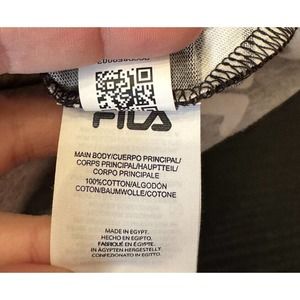 FILA
MAIN BODY/CUERPO PRINCIPAL/
CORPS PRINCIPAL/HAUPTTEIL/
CORPO PRINCIPALE
100%COTTON/ALGODÓN
COTON/BAUMWOLLE/COTONE
MADE IN EGYPT.
HECHO EN EGIPTO.
FABRIQUÉ EN ÉGYPTE.
IN ÄGYPTEN HERGESTELLT.
CONFEZIONATO IN EGITTO.